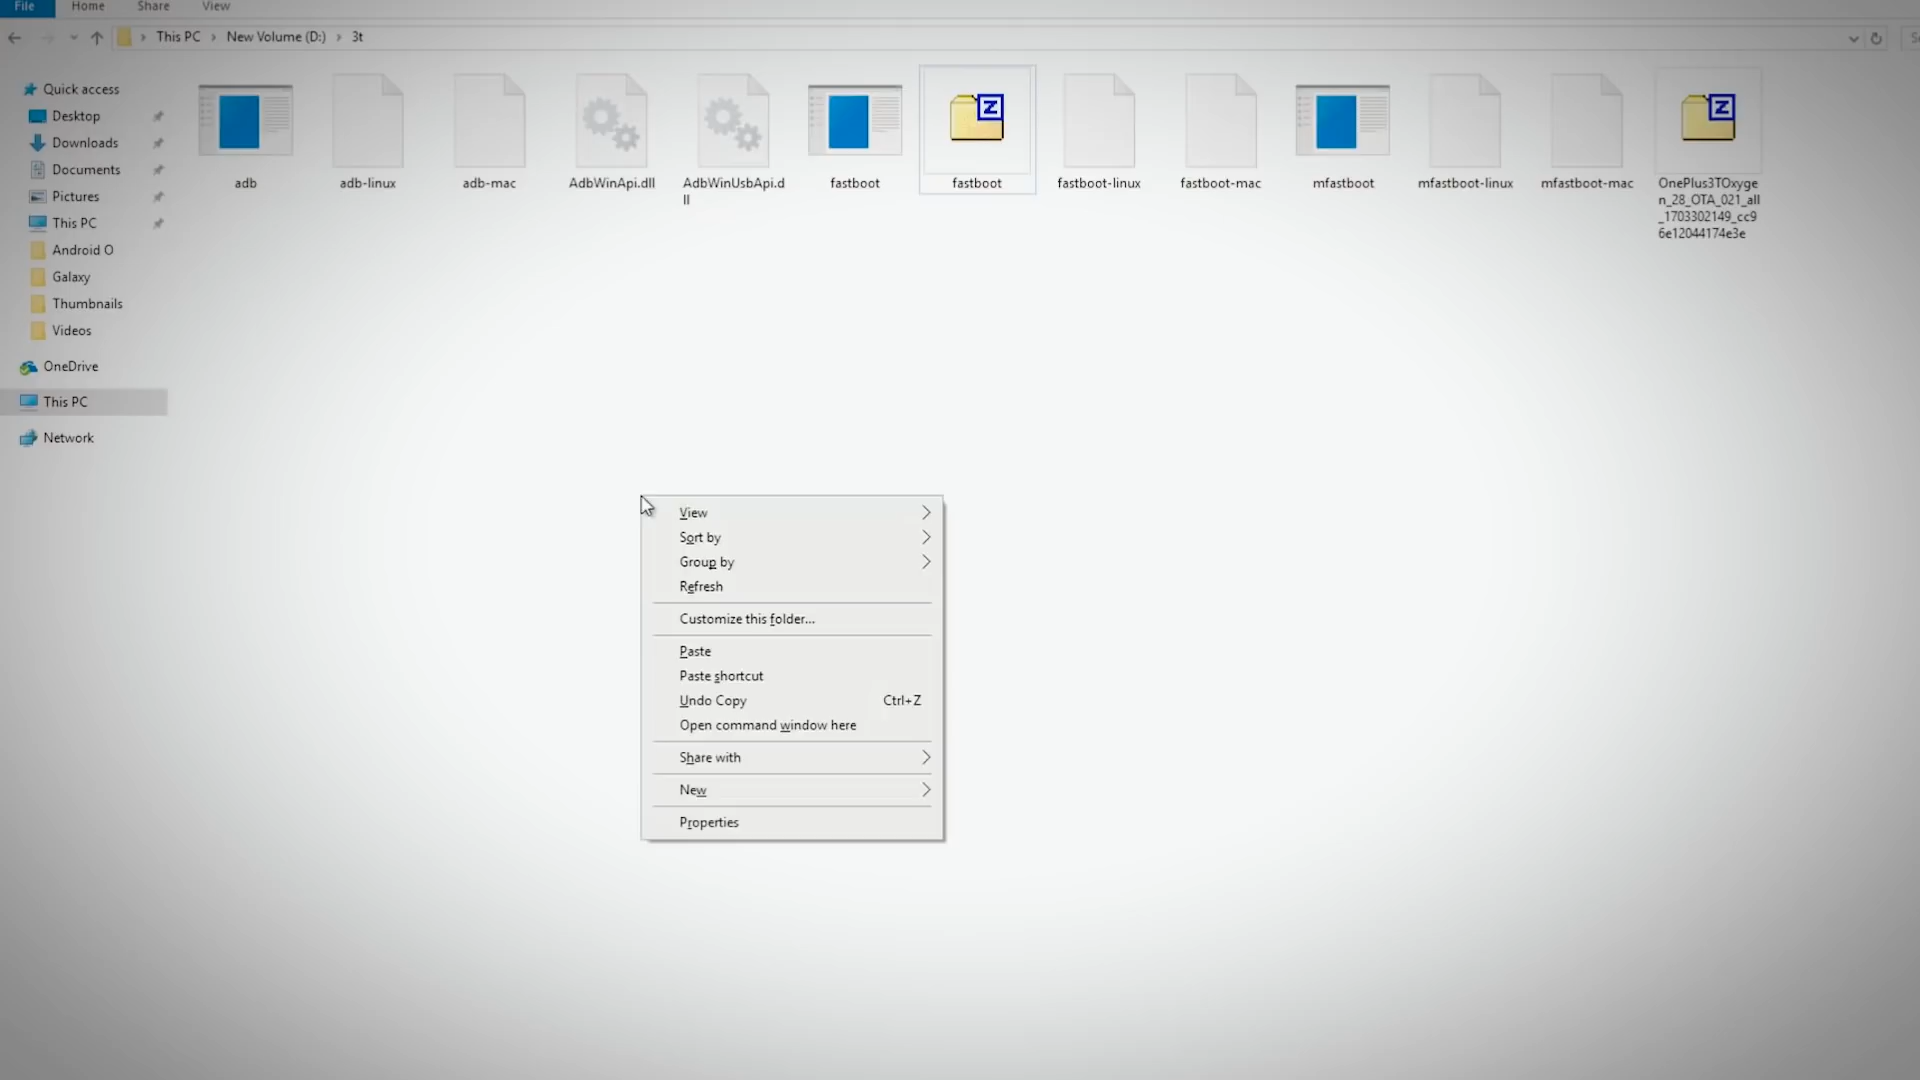 File Home Share View
This PC > New Volume (D:) > 3t
Quick access
Desktop
Downloads
Documents
Pictures
This PC
Android O
Galaxy
Thumbnails
Videos
OneDrive
This PC
Network
adb
adb-linux
adb-mac
AdbWinApi.dll
AdbWinUsbApi.d
ll
fastboot
fastboot
fastboot-linux
fastboot-mac
mfastboot
mfastboot-linux
mfastboot-mac
OnePlus3TOxyge
n_28_OTA_021_all
_1703302149_cc9
6e12044174e3e
View
Sort by
Group by
Refresh
Customize this folder...
Paste
Paste shortcut
Undo Copy Ctrl+Z
Open command window here
Share with
New
Properties